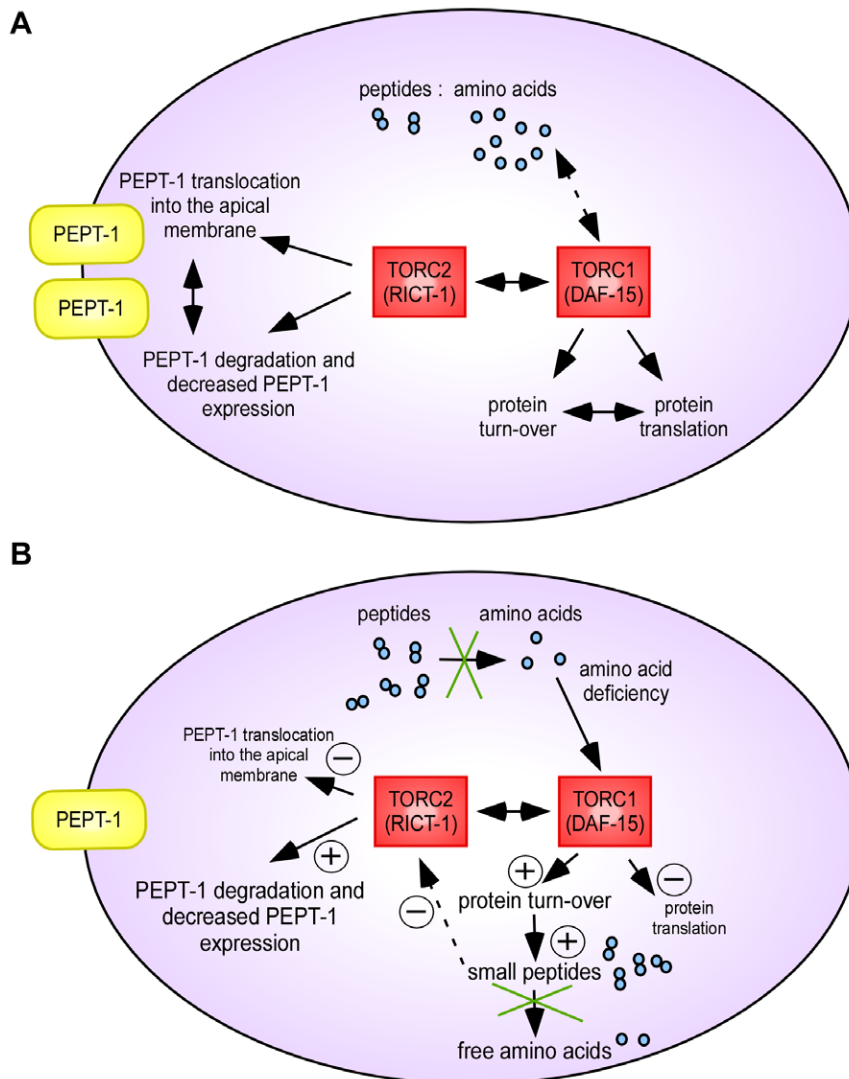 A
peptides : amino acids
PEPT-1 translocation
into the apical
membrane
PEPT-1
PEPT-1
TORC2
(RICT-1)
TORC1
(DAF-15)
PEPT-1 degradation and
decreased PEPT-1
expression
protein
turn-over
protein
translation
B
peptides
amino acids
amino acid
deficiency
PEPT-1 translocation
into the apical
membrane
−
PEPT-1
TORC2
(RICT-1)
TORC1
(DAF-15)
+
PEPT-1 degradation and
decreased PEPT-1
expression
−
+
protein turn-over
−
protein
translation
+
small peptides
free amino acids